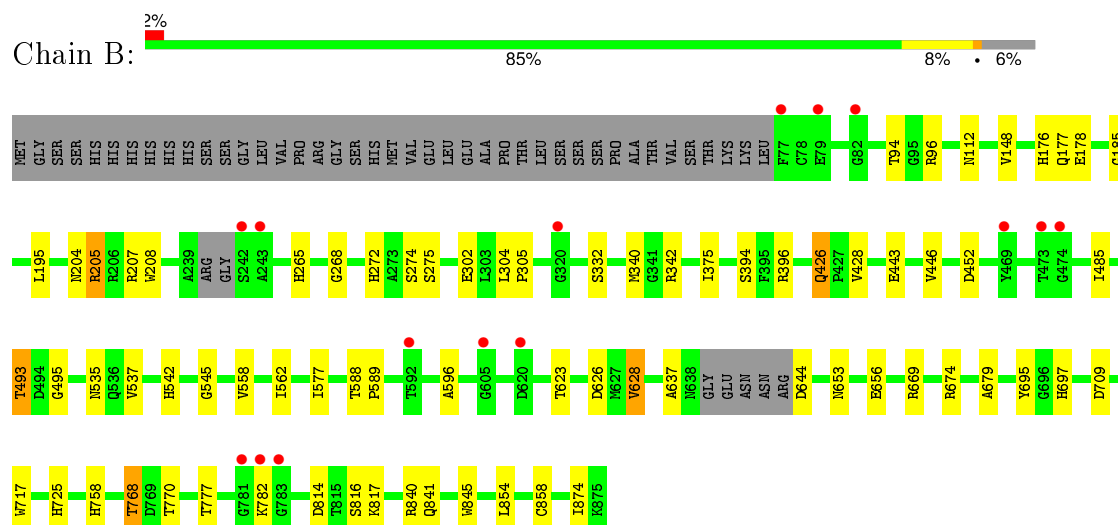 2%
Chain B:
85% 8% • 6%
MET GLY SER SER HIS HIS HIS HIS HIS HIS SER SER GLY LEU VAL PRO ARG GLY SER HIS MET VAL GLU LEU GLU ALA PRO THR LEU SER SER SER PRO ALA THR VAL SER THR LYS LYS LEU F77 C78 E79 G82 T94 G95 R96 N112 V148 H176 Q177 E178
L195 N204 R205 R206 R207 W208 A239 ARG GLY S242 A243 H265 G268 H272 A273 S274 S275 E302 L303 L304 P305 G320 S332 M340 G341 R342 I375 S394 F395 R396 Q426 P427 V428 E443 V446 D452 Y469 T473 G474 I485
T493 D494 G495 N535 Q536 V537 H542 G545 V558 I562 I577 T588 P589 T592 A596 G605 D620 T623 D626 M627 V628 A637 N638 GLY GLU ASN ASN ARG D644 N653 E656 R669 R674 A679 Y695 G696 H697 D709
W717 H725 H758 T768 D769 T770 T777 G781 K782 G783 D814 T815 S816 K817 R840 Q841 W845 L854 C858 I874 K875